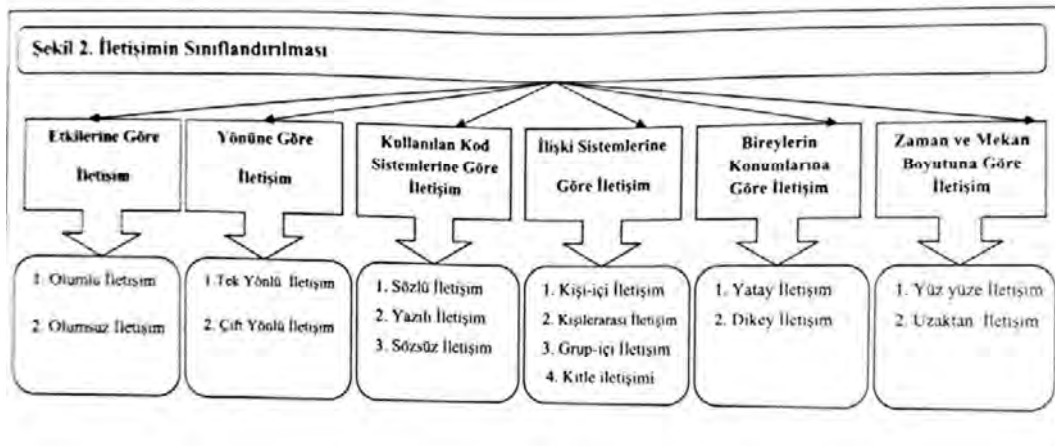 Şekil 2. İletişimin Sınıflandırılması
Etkilerine Göre
İletişim
Yönüne Göre
İletişim
Kullanılan Kod
Sistemlerine Göre
İletişim
İlişki Sistemlerine
Göre İletişim
Bireylerin
Konumlarına
Göre İletişim
Zaman ve Mekan
Boyutuna Göre
İletişim
1. Olumlu İletişim
2. Olumsuz İletişim
1.Tek Yönlü İletişim
2. Çift Yönlü İletişim
1. Sözlü İletişim
2. Yazılı İletişim
3. Sözsüz İletişim
1. Kişi-içi İletişim
2. Kişilerarası İletişim
3. Grup-içi İletişim
4. Kitle iletişimi
1. Yatay İletişim
2. Dikey İletişim
1. Yüz yüze İletişim
2. Uzaktan İletişim